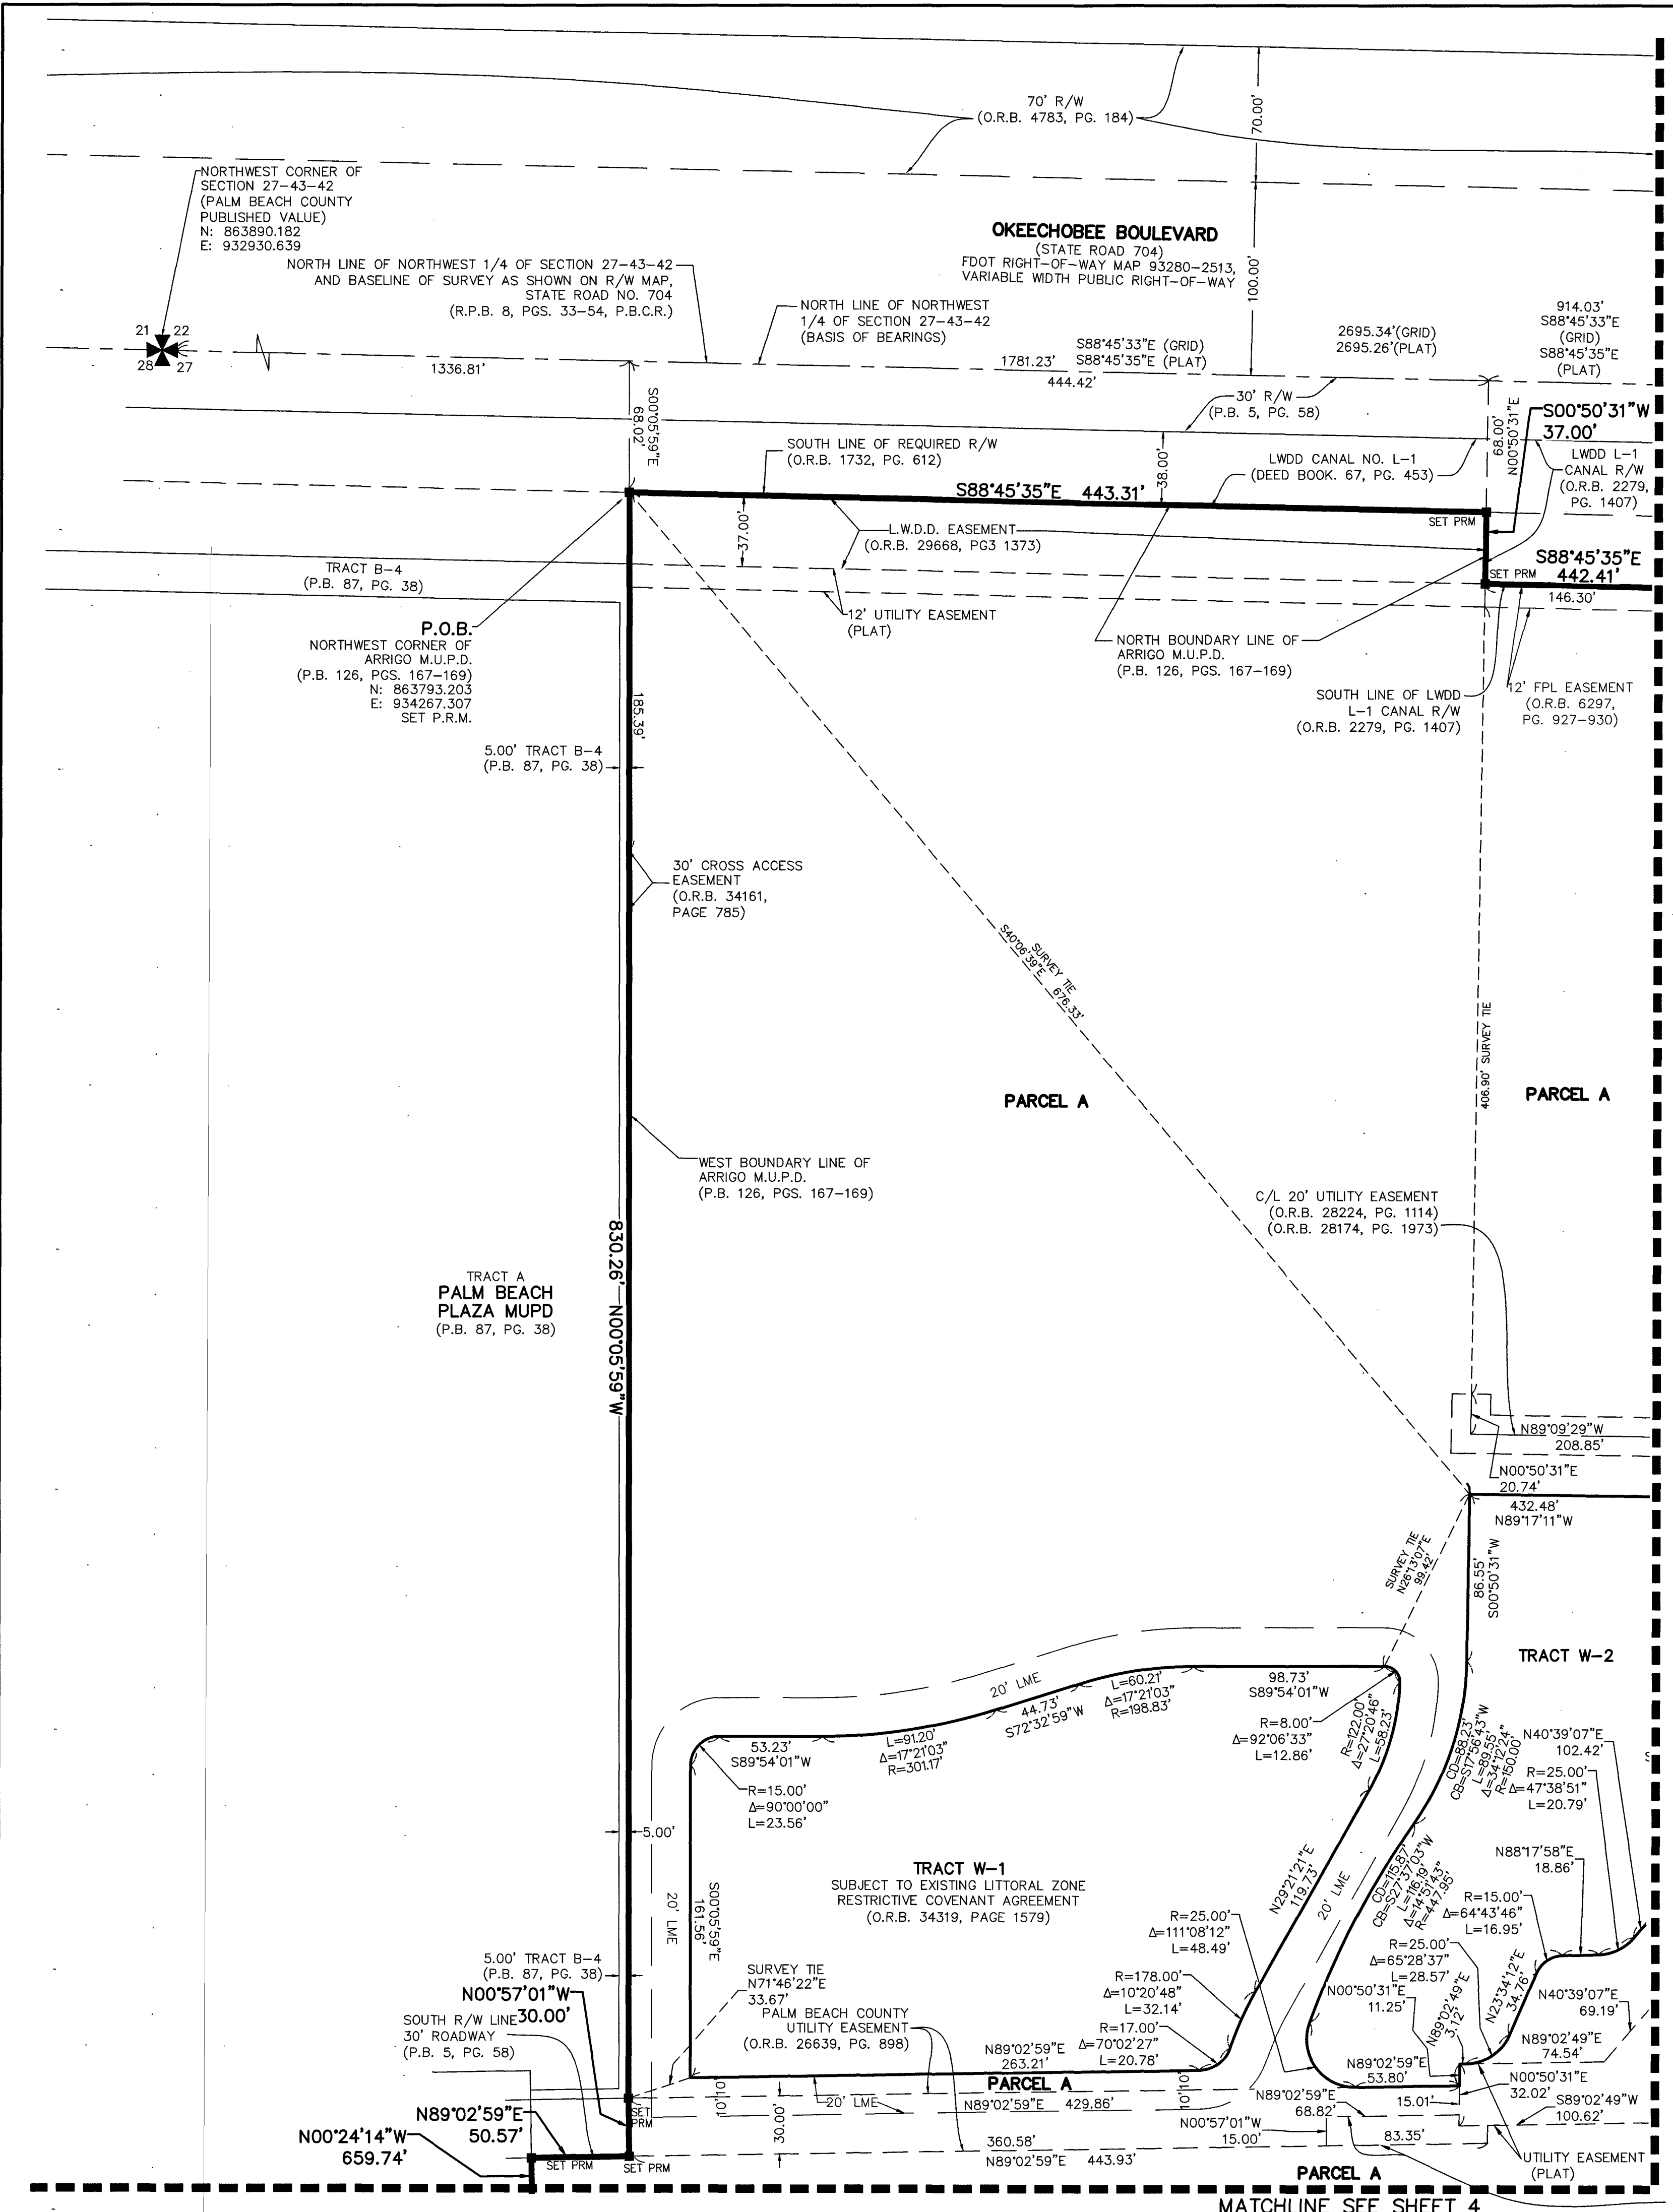 70' R/W
(O.R.B. 4783, PG. 184)
70.00'
NORTHWEST CORNER OF
SECTION 27-43-42
(PALM BEACH COUNTY
PUBLISHED VALUE)
N: 863890.182
E: 932930.639
OKEECHOBEE BOULEVARD
(STATE ROAD 704)
FDOT RIGHT-OF-WAY MAP 93280-2513,
VARIABLE WIDTH PUBLIC RIGHT-OF-WAY
100.00'
NORTH LINE OF NORTHWEST 1/4 OF SECTION 27-43-42
AND BASELINE OF SURVEY AS SHOWN ON R/W MAP,
STATE ROAD NO. 704
(R.P.B. 8, PGS. 33-54, P.B.C.R.)
NORTH LINE OF NORTHWEST
1/4 OF SECTION 27-43-42
(BASIS OF BEARINGS)
21 22
28 27
1336.81'
S88°45'33"E (GRID)
1781.23' S88°45'35"E (PLAT)
444.42'
2695.34'(GRID)
2695.26'(PLAT)
914.03'
S88°45'33"E
(GRID)
S88°45'35"E
(PLAT)
30' R/W
(P.B. 5, PG. 58)
S00°05'59"E
68.02'
68.00'
N00°50'31"E
S00°50'31"W
37.00'
SOUTH LINE OF REQUIRED R/W
(O.R.B. 1732, PG. 612)
38.00'
LWDD CANAL NO. L-1
(DEED BOOK. 67, PG. 453)
LWDD L-1
CANAL R/W
(O.R.B. 2279,
PG. 1407)
S88°45'35"E 443.31'
SET PRM
37.00'
L.W.D.D. EASEMENT
(O.R.B. 29668, PG3 1373)
S88°45'35"E
442.41'
SET PRM
146.30'
TRACT B-4
(P.B. 87, PG. 38)
12' UTILITY EASEMENT
(PLAT)
P.O.B.
NORTHWEST CORNER OF
ARRIGO M.U.P.D.
(P.B. 126, PGS. 167-169)
N: 863793.203
E: 934267.307
SET P.R.M.
NORTH BOUNDARY LINE OF
ARRIGO M.U.P.D.
(P.B. 126, PGS. 167-169)
SOUTH LINE OF LWDD
L-1 CANAL R/W
(O.R.B. 2279, PG. 1407)
12' FPL EASEMENT
(O.R.B. 6297,
PG. 927-930)
185.39'
5.00' TRACT B-4
(P.B. 87, PG. 38)
30' CROSS ACCESS
EASEMENT
(O.R.B. 34161,
PAGE 785)
SURVEY TIE
S40°06'39"E 676.33'
406.90' SURVEY TIE
PARCEL A
PARCEL A
WEST BOUNDARY LINE OF
ARRIGO M.U.P.D.
(P.B. 126, PGS. 167-169)
C/L 20' UTILITY EASEMENT
(O.R.B. 28224, PG. 1114)
(O.R.B. 28174, PG. 1973)
830.26' N00°05'59"W
TRACT A
PALM BEACH
PLAZA MUPD
(P.B. 87, PG. 38)
N89°09'29"W
208.85'
N00°50'31"E
20.74'
432.48'
N89°17'11"W
SURVEY TIE
N26°13'07"E
99.42'
86.55'
S00°50'31"W
TRACT W-2
20' LME
L=60.21'
Δ=17°21'03"
R=198.83'
98.73'
S89°54'01"W
44.73'
S72°32'59"W
R=8.00'
Δ=92°06'33"
L=12.86'
R=122.00'
Δ=27°20'46"
L=58.23'
53.23'
S89°54'01"W
L=91.20'
Δ=17°21'03"
R=301.17'
CD=88.23'
CB=S17°56'43"W
L=89.55'
Δ=34°12'24"
R=150.00'
N40°39'07"E
102.42'
R=25.00'
Δ=47°38'51"
L=20.79'
R=15.00'
Δ=90°00'00"
L=23.56'
5.00'
TRACT W-1
SUBJECT TO EXISTING LITTORAL ZONE
RESTRICTIVE COVENANT AGREEMENT
(O.R.B. 34319, PAGE 1579)
N29°21'21"E
119.73'
20' LME
CD=115.87'
CB=S27°37'03"W
L=116.19'
Δ=14°51'43"
R=447.95'
N88°17'58"E
18.86'
20' LME
S00°05'59"E
161.56'
R=15.00'
Δ=64°43'46"
L=16.95'
R=25.00'
Δ=111°08'12"
L=48.49'
R=25.00'
Δ=65°28'37"
L=28.57'
5.00' TRACT B-4
(P.B. 87, PG. 38)
SURVEY TIE
N71°46'22"E
33.67'
R=178.00'
Δ=10°20'48"
L=32.14'
N00°50'31"E
11.25'
N89°02'49"E
3.12'
N23°34'12"E
34.76'
N40°39'07"E
69.19'
N00°57'01"W
30.00'
SOUTH R/W LINE
30' ROADWAY
(P.B. 5, PG. 58)
PALM BEACH COUNTY
UTILITY EASEMENT
(O.R.B. 26639, PG. 898)
R=17.00'
Δ=70°02'27"
L=20.78'
N89°02'59"E
263.21'
N89°02'49"E
74.54'
N89°02'59"E
53.80'
N00°50'31"E
32.02'
PARCEL A
10'10'
20' LME
N89°02'59"E 429.86'
10'10'
N89°02'59"E
68.82'
15.01'
S89°02'49"W
100.62'
SET
PRM
30.00'
N89°02'59"E
50.57'
N00°24'14"W
659.74'
SET PRM
SET PRM
N00°57'01"W
15.00'
360.58'
N89°02'59"E 443.93'
83.35'
UTILITY EASEMENT
(PLAT)
PARCEL A
MATCHLINE SEE SHEET 4